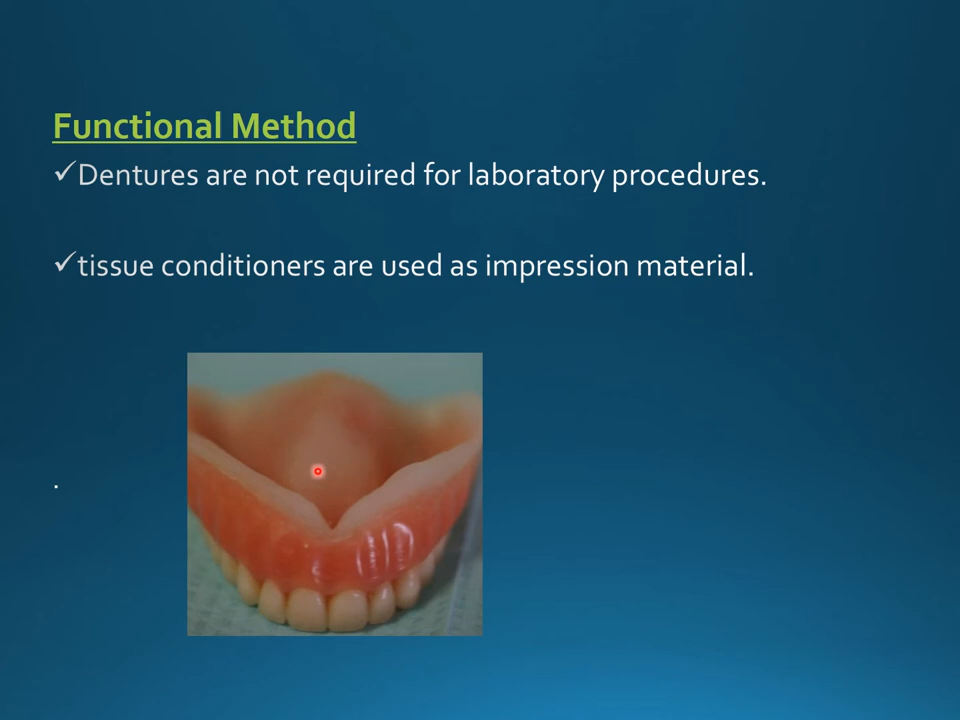 Functional Method
✓Dentures are not required for laboratory procedures.
✓tissue conditioners are used as impression material.
.